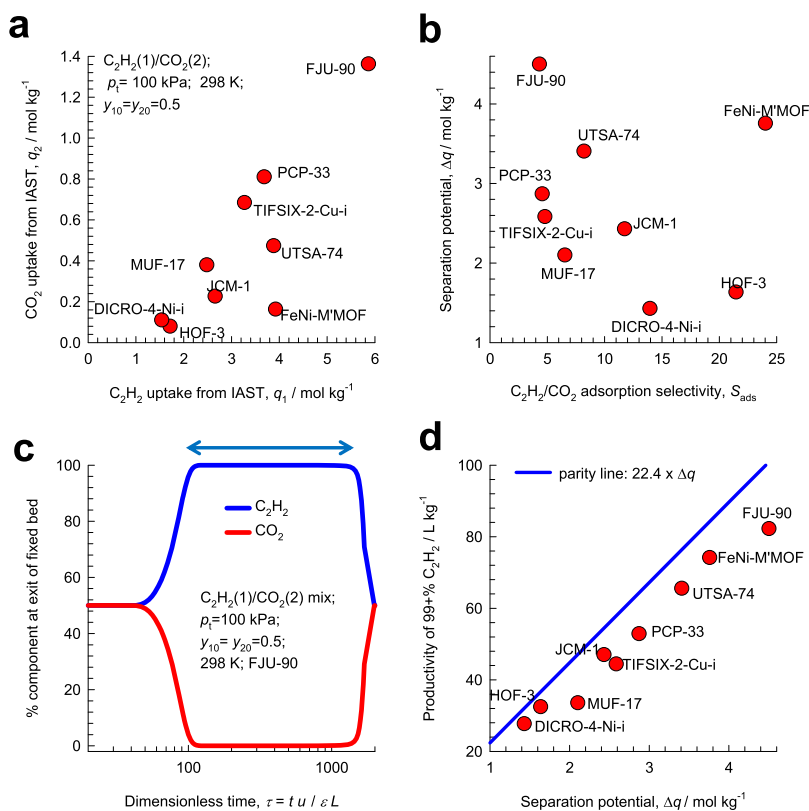 a
C₂H₂(1)/CO₂(2);
pₜ= 100 kPa; 298 K;
y₁₀=y₂₀=0.5
FJU-90
PCP-33
TIFSIX-2-Cu-i
UTSA-74
MUF-17
JCM-1
DICRO-4-Ni-i
FeNi-M'MOF
HOF-3
1.4
1.2
1.0
0.8
0.6
0.4
0.2
0.0
0 1 2 3 4 5 6
CO₂ uptake from IAST, q₂ / mol kg⁻¹
C₂H₂ uptake from IAST, q₁ / mol kg⁻¹
b
FJU-90
FeNi-M'MOF
UTSA-74
PCP-33
TIFSIX-2-Cu-i
JCM-1
MUF-17
HOF-3
DICRO-4-Ni-i
4
3
2
1
0 5 10 15 20 25
Separation potential, Δq / mol kg⁻¹
C₂H₂/CO₂ adsorption selectivity, Sads
c
C₂H₂
CO₂
C₂H₂(1)/CO₂(2) mix;
pₜ=100 kPa;
y₁₀= y₂₀=0.5;
298 K; FJU-90
100
80
60
40
20
0
100 1000
% component at exit of fixed bed
Dimensionless time, τ = t u / ε L
d
parity line: 22.4 x Δq
FJU-90
FeNi-M'MOF
UTSA-74
PCP-33
JCM-1
TIFSIX-2-Cu-i
HOF-3
MUF-17
DICRO-4-Ni-i
100
80
60
40
20
1 2 3 4
Productivity of 99+% C₂H₂ / L kg⁻¹
Separation potential, Δq / mol kg⁻¹